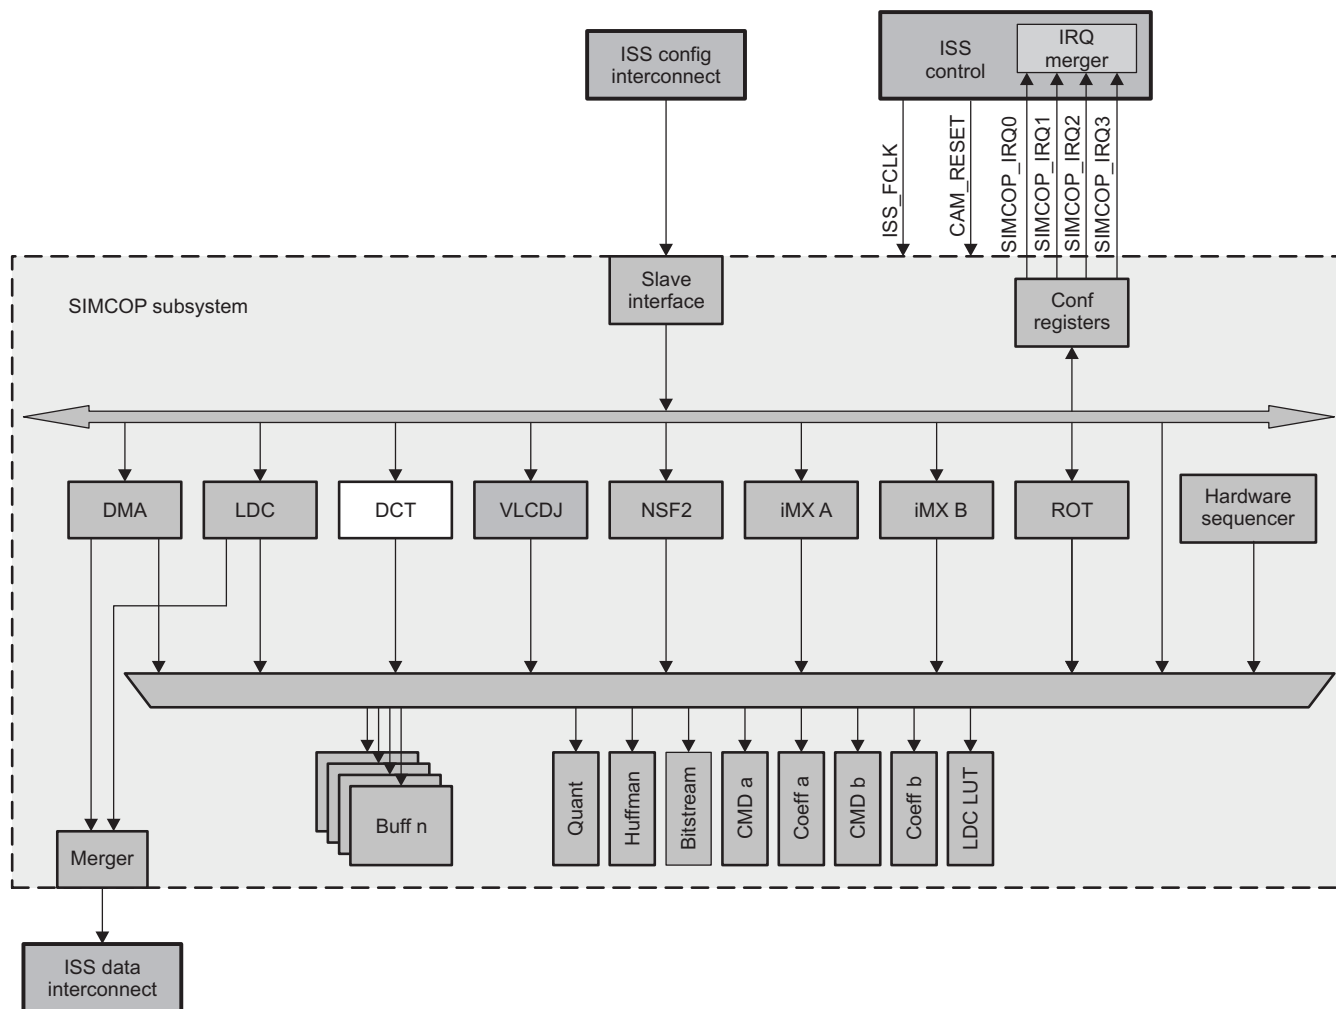 ISS config
interconnect
ISS
control
IRQ
merger
ISS_FCLK
CAM_RESET
SIMCOP_IRQ0
SIMCOP_IRQ1
SIMCOP_IRQ2
SIMCOP_IRQ3
SIMCOP subsystem
Slave
interface
Conf
registers
DMA
LDC
DCT
VLCDJ
NSF2
iMX A
iMX B
ROT
Hardware
sequencer
Buff n
Quant
Huffman
Bitstream
CMD a
Coeff a
CMD b
Coeff b
LDC LUT
Merger
ISS data
interconnect